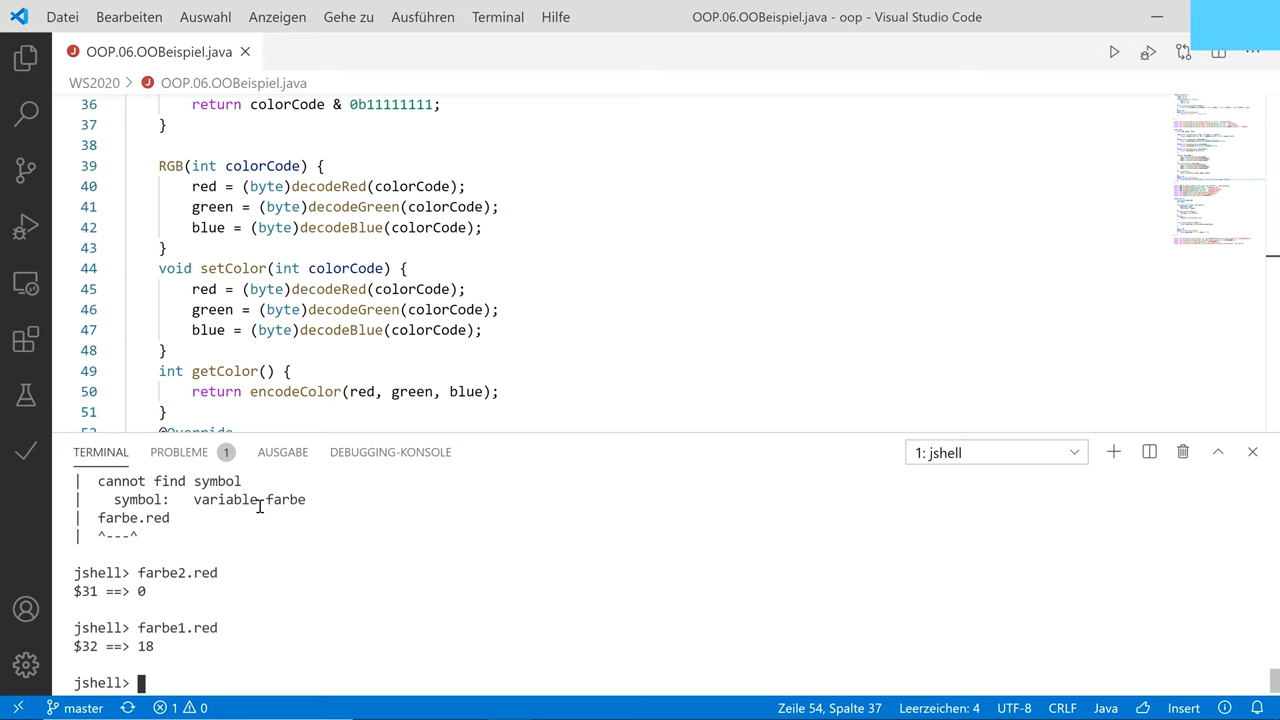 Datei Bearbeiten Auswahl Anzeigen Gehe zu Ausführen Terminal Hilfe OOP.06.OOBeispiel.java - oop - Visual Studio Code
OOP.06.OOBeispiel.java
WS2020 > OOP.06.OOBeispiel.java
36 return colorCode & 0b11111111;
37 }
38
39 RGB(int colorCode) {
40 red = (byte)decodeRed(colorCode);
41 green = (byte)decodeGreen(colorCode);
42 blue = (byte)decodeBlue(colorCode);
43 }
44 void setColor(int colorCode) {
45 red = (byte)decodeRed(colorCode);
46 green = (byte)decodeGreen(colorCode);
47 blue = (byte)decodeBlue(colorCode);
48 }
49 int getColor() {
50 return encodeColor(red, green, blue);
51 }
52 @Override
TERMINAL PROBLEME 1 AUSGABE DEBUGGING-KONSOLE 1: jshell
| cannot find symbol
| symbol: variable farbe
| farbe.red
| ^---^
jshell> farbe2.red
$31 ==> 0
jshell> farbe1.red
$32 ==> 18
jshell>
master 1 0 Zeile 54, Spalte 37 Leerzeichen: 4 UTF-8 CRLF Java Insert